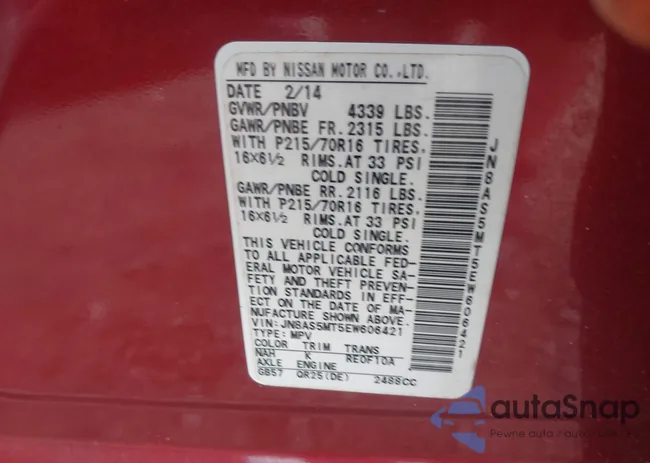 MFD BY NISSAN MOTOR CO.,LTD.
DATE 2/14
GVWR/PNBV 4339 LBS.
GAWR/PNBE FR. 2315 LBS.
WITH P215/70R16 TIRES,
16X6½ RIMS.AT 33 PSI
COLD SINGLE.
GAWR/PNBE RR. 2116 LBS.
WITH P215/70R16 TIRES,
16X6½ RIMS.AT 33 PSI
COLD SINGLE.
THIS VEHICLE CONFORMS
TO ALL APPLICABLE FED-
ERAL MOTOR VEHICLE SA-
FETY AND THEFT PREVEN-
TION STANDARDS IN EFF-
ECT ON THE DATE OF MA-
NUFACTURE SHOWN ABOVE.
VIN: JN8AS5MT5EW606421
TYPE: MPV
COLOR TRIM TRANS
NAH K RE0F10A
AXLE ENGINE
GB57 QR25(DE) 2488CC
JN8AS5MT5EW606421
autaSnap
Pewne auta